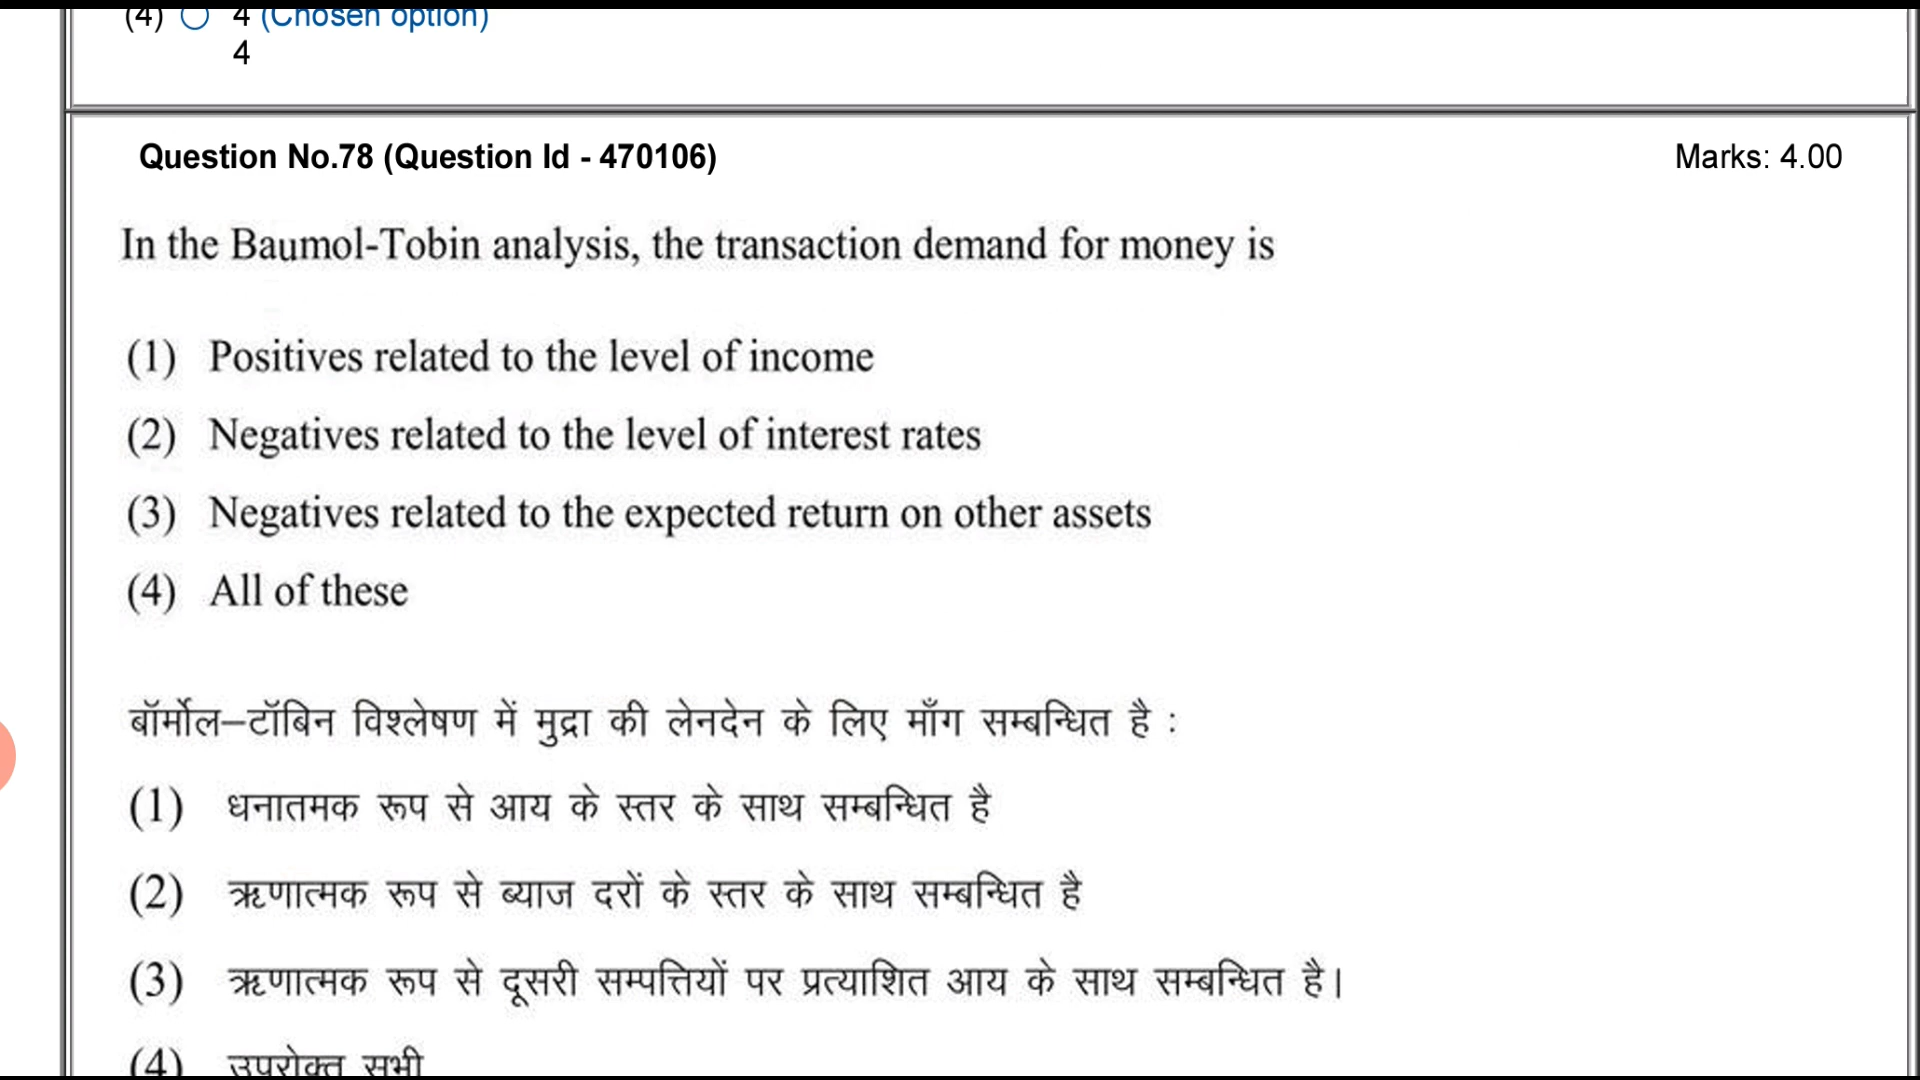 (4) 4 (Chosen option)
4
Question No.78 (Question Id - 470106) Marks: 4.00
In the Baumol-Tobin analysis, the transaction demand for money is
(1) Positives related to the level of income
(2) Negatives related to the level of interest rates
(3) Negatives related to the expected return on other assets
(4) All of these
बॉर्मोल–टॉबिन विश्लेषण में मुद्रा की लेनदेन के लिए माँग सम्बन्धित है :
(1) धनातमक रूप से आय के स्तर के साथ सम्बन्धित है
(2) ऋणात्मक रूप से ब्याज दरों के स्तर के साथ सम्बन्धित है
(3) ऋणात्मक रूप से दूसरी सम्पत्तियों पर प्रत्याशित आय के साथ सम्बन्धित है।
(4) उपरोक्त सभी